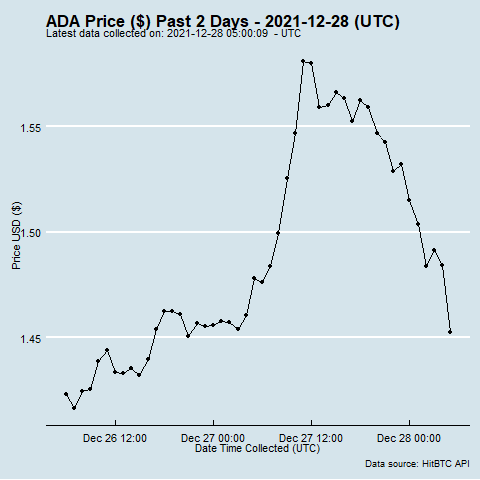 ADA Price ($) Past 2 Days - 2021-12-28 (UTC)
Latest data collected on: 2021-12-28 05:00:09 - UTC
1.55
1.50
1.45
Price USD ($)
Dec 26 12:00 Dec 27 00:00 Dec 27 12:00 Dec 28 00:00
Date Time Collected (UTC)
Data source: HitBTC API